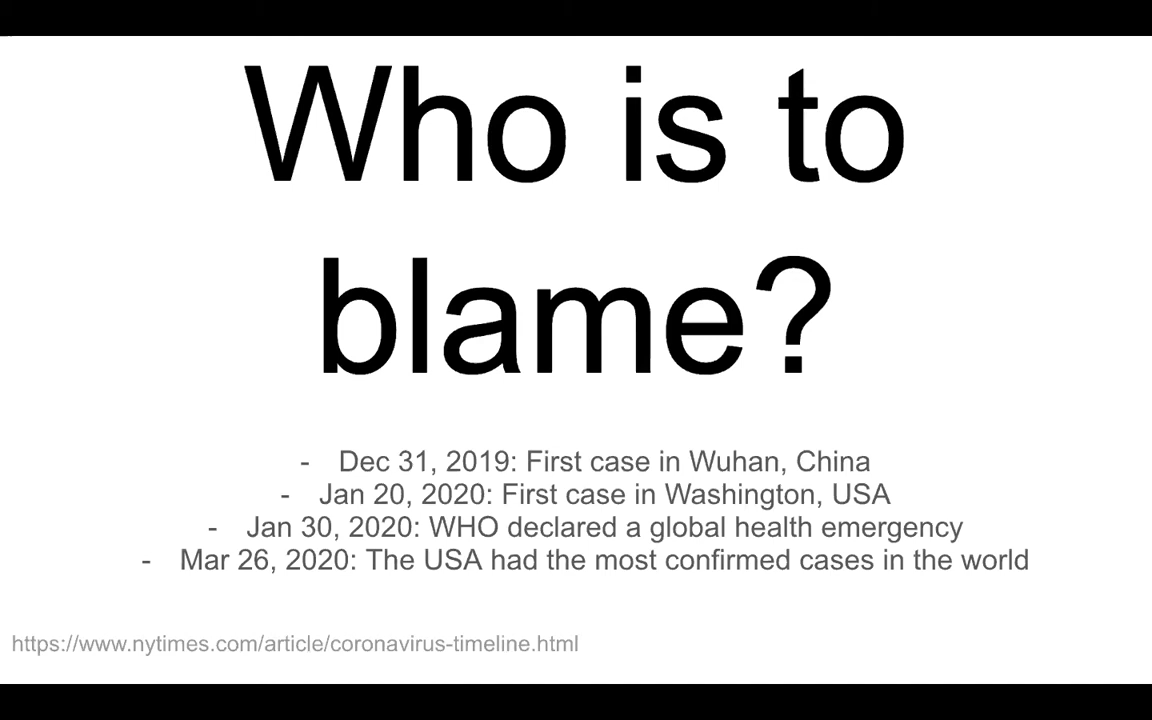 Who is to
blame?
- Dec 31, 2019: First case in Wuhan, China
- Jan 20, 2020: First case in Washington, USA
- Jan 30, 2020: WHO declared a global health emergency
- Mar 26, 2020: The USA had the most confirmed cases in the world
https://www.nytimes.com/article/coronavirus-timeline.html